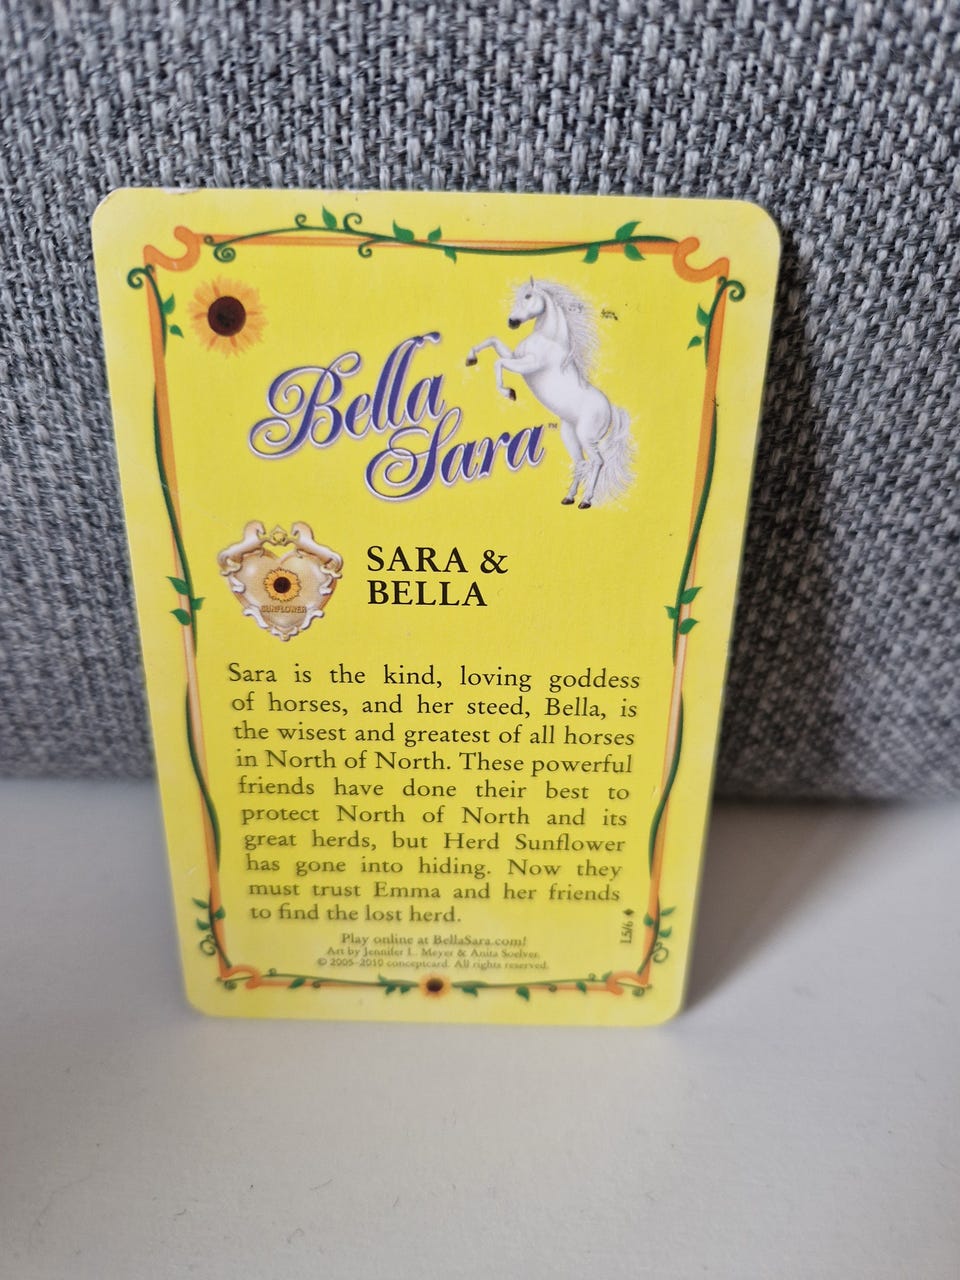 Bella
Sara™
SUNFLOWER
SARA &
BELLA
Sara is the kind, loving goddess
of horses, and her steed, Bella, is
the wisest and greatest of all horses
in North of North. These powerful
friends have done their best to
protect North of North and its
great herds, but Herd Sunflower
has gone into hiding. Now they
must trust Emma and her friends
to find the lost herd.
Play online at BellaSara.com!
Art by Jennifer L. Meyer & Anita Soelver.
© 2005–2010 conceptcard. All rights reserved.
L5/6 ♦